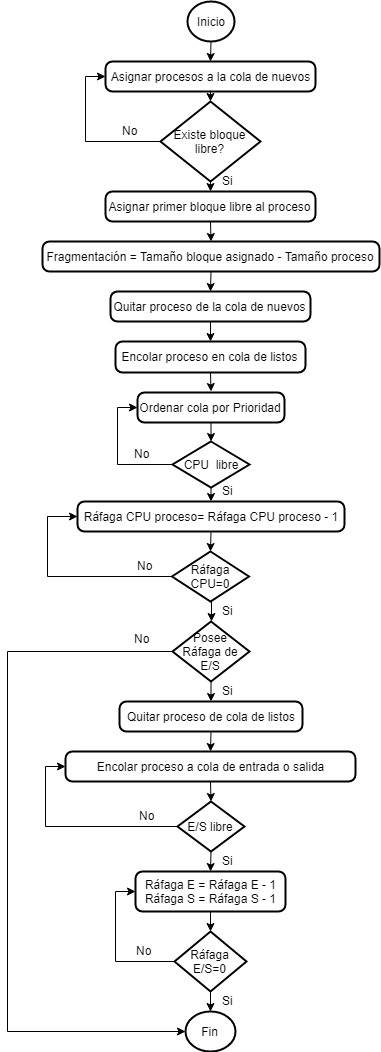 Inicio
Asignar procesos a la cola de nuevos
No
Existe bloque
libre?
Si
Asignar primer bloque libre al proceso
Fragmentación = Tamaño bloque asignado - Tamaño proceso
Quitar proceso de la cola de nuevos
Encolar proceso en cola de listos
Ordenar cola por Prioridad
No
CPU libre
Si
Ráfaga CPU proceso= Ráfaga CPU proceso - 1
No
Ráfaga
CPU=0
Si
No
Posee
Ráfaga de
E/S
Si
Quitar proceso de cola de listos
Encolar proceso a cola de entrada o salida
No
E/S libre
Si
Ráfaga E = Ráfaga E - 1
Ráfaga S = Ráfaga S - 1
No
Ráfaga
E/S=0
Si
Fin